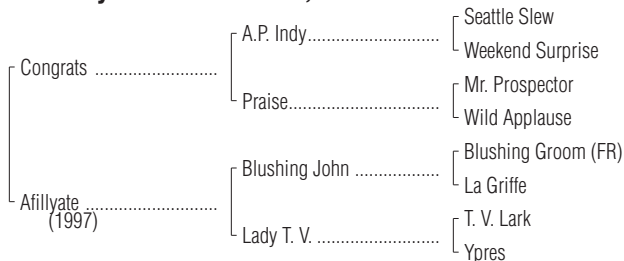 Seattle Slew
A.P. Indy
Weekend Surprise
Congrats
Mr. Prospector
Praise
Wild Applause
Blushing Groom (FR)
Blushing John
La Griffe
Afillyate
(1997)
T. V. Lark
Lady T. V.
Ypres